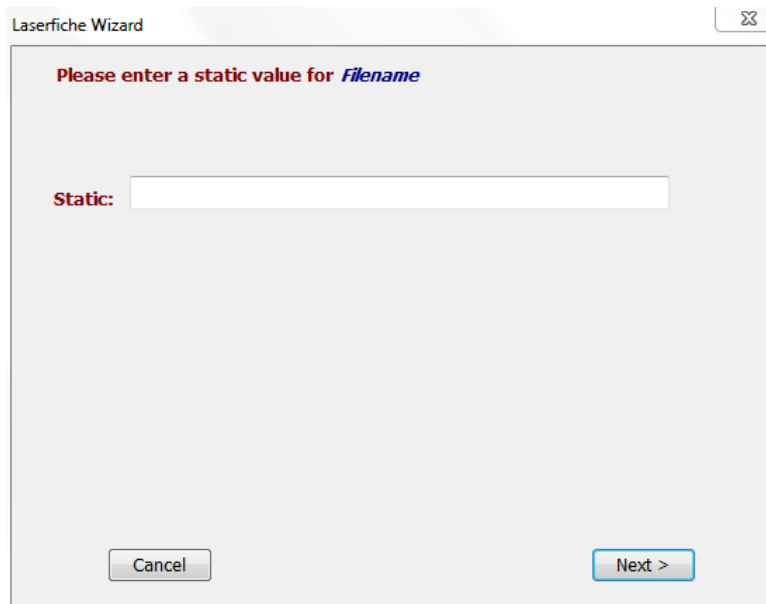 Laserfiche Wizard
Please enter a static value for Filename
Static:
Cancel
Next >